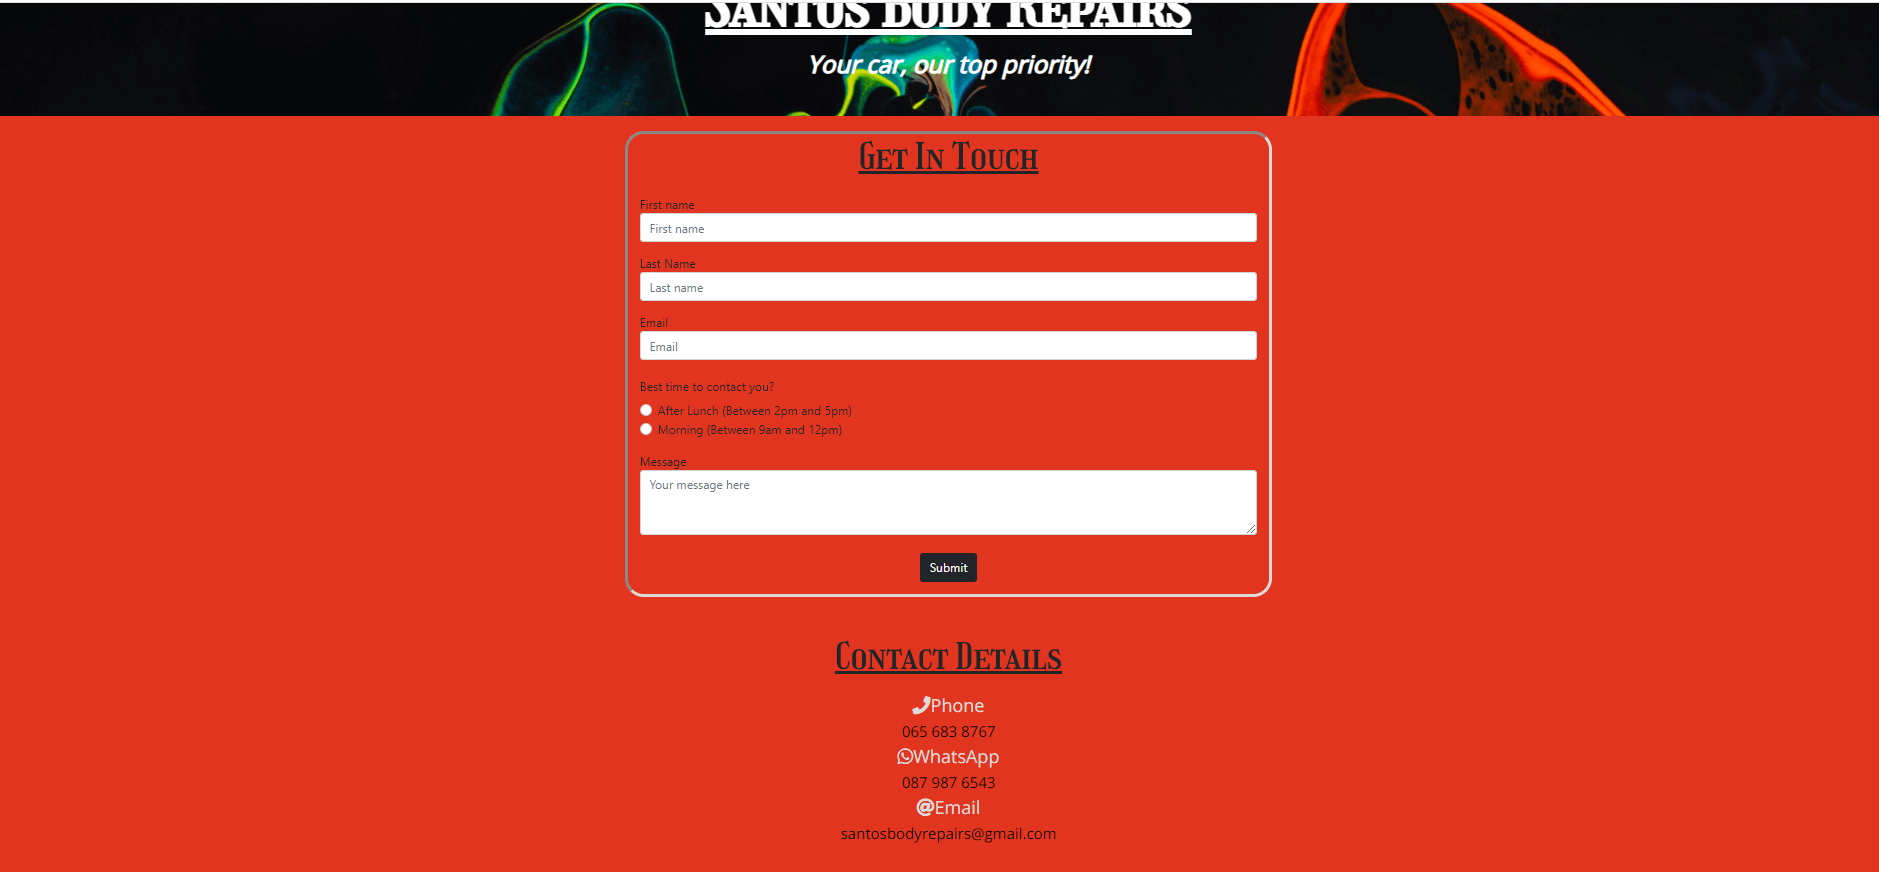 Santos Body Repairs
Your car, our top priority!
Get In Touch
First name
First name
Last Name
Last name
Email
Email
Best time to contact you?
After Lunch (Between 2pm and 5pm)
Morning (Between 9am and 12pm)
Message
Your message here
Submit
Contact Details
Phone
065 683 8767
WhatsApp
087 987 6543
@Email
santosbodyrepairs@gmail.com